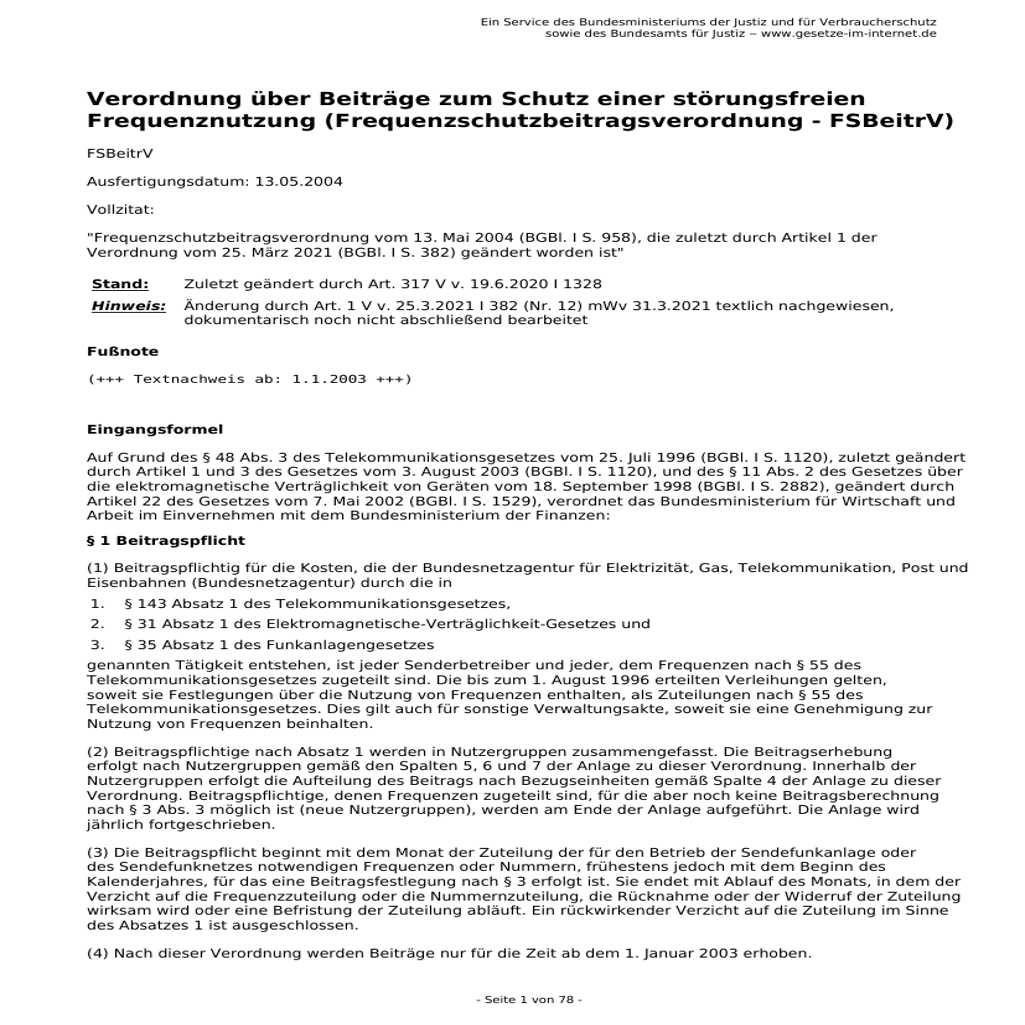 Ein Service des Bundesministeriums der Justiz und für Verbraucherschutz
sowie des Bundesamts für Justiz – www.gesetze-im-internet.de
Verordnung über Beiträge zum Schutz einer störungsfreien
Frequenznutzung (Frequenzschutzbeitragsverordnung - FSBeitrV)
FSBeitrV
Ausfertigungsdatum: 13.05.2004
Vollzitat:
"Frequenzschutzbeitragsverordnung vom 13. Mai 2004 (BGBl. I S. 958), die zuletzt durch Artikel 1 der
Verordnung vom 25. März 2021 (BGBl. I S. 382) geändert worden ist"
Stand: Zuletzt geändert durch Art. 317 V v. 19.6.2020 I 1328
Hinweis: Änderung durch Art. 1 V v. 25.3.2021 I 382 (Nr. 12) mWv 31.3.2021 textlich nachgewiesen,
dokumentarisch noch nicht abschließend bearbeitet
Fußnote
(+++ Textnachweis ab: 1.1.2003 +++)
Eingangsformel
Auf Grund des § 48 Abs. 3 des Telekommunikationsgesetzes vom 25. Juli 1996 (BGBl. I S. 1120), zuletzt geändert
durch Artikel 1 und 3 des Gesetzes vom 3. August 2003 (BGBl. I S. 1120), und des § 11 Abs. 2 des Gesetzes über
die elektromagnetische Verträglichkeit von Geräten vom 18. September 1998 (BGBl. I S. 2882), geändert durch
Artikel 22 des Gesetzes vom 7. Mai 2002 (BGBl. I S. 1529), verordnet das Bundesministerium für Wirtschaft und
Arbeit im Einvernehmen mit dem Bundesministerium der Finanzen:
§ 1 Beitragspflicht
(1) Beitragspflichtig für die Kosten, die der Bundesnetzagentur für Elektrizität, Gas, Telekommunikation, Post und
Eisenbahnen (Bundesnetzagentur) durch die in
1. § 143 Absatz 1 des Telekommunikationsgesetzes,
2. § 31 Absatz 1 des Elektromagnetische-Verträglichkeit-Gesetzes und
3. § 35 Absatz 1 des Funkanlagengesetzes
genannten Tätigkeit entstehen, ist jeder Senderbetreiber und jeder, dem Frequenzen nach § 55 des
Telekommunikationsgesetzes zugeteilt sind. Die bis zum 1. August 1996 erteilten Verleihungen gelten,
soweit sie Festlegungen über die Nutzung von Frequenzen enthalten, als Zuteilungen nach § 55 des
Telekommunikationsgesetzes. Dies gilt auch für sonstige Verwaltungsakte, soweit sie eine Genehmigung zur
Nutzung von Frequenzen beinhalten.
(2) Beitragspflichtige nach Absatz 1 werden in Nutzergruppen zusammengefasst. Die Beitragserhebung
erfolgt nach Nutzergruppen gemäß den Spalten 5, 6 und 7 der Anlage zu dieser Verordnung. Innerhalb der
Nutzergruppen erfolgt die Aufteilung des Beitrags nach Bezugseinheiten gemäß Spalte 4 der Anlage zu dieser
Verordnung. Beitragspflichtige, denen Frequenzen zugeteilt sind, für die aber noch keine Beitragsberechnung
nach § 3 Abs. 3 möglich ist (neue Nutzergruppen), werden am Ende der Anlage aufgeführt. Die Anlage wird
jährlich fortgeschrieben.
(3) Die Beitragspflicht beginnt mit dem Monat der Zuteilung der für den Betrieb der Sendefunkanlage oder
des Sendefunknetzes notwendigen Frequenzen oder Nummern, frühestens jedoch mit dem Beginn des
Kalenderjahres, für das eine Beitragsfestlegung nach § 3 erfolgt ist. Sie endet mit Ablauf des Monats, in dem der
Verzicht auf die Frequenzzuteilung oder die Nummernzuteilung, die Rücknahme oder der Widerruf der Zuteilung
wirksam wird oder eine Befristung der Zuteilung abläuft. Ein rückwirkender Verzicht auf die Zuteilung im Sinne
des Absatzes 1 ist ausgeschlossen.
(4) Nach dieser Verordnung werden Beiträge nur für die Zeit ab dem 1. Januar 2003 erhoben.
- Seite 1 von 78 -